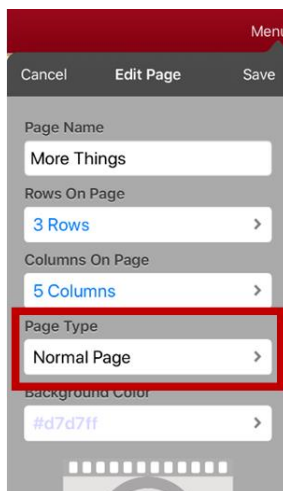 Menu
Cancel Edit Page Save
Page Name
More Things
Rows On Page
3 Rows
Columns On Page
5 Columns
Page Type
Normal Page
Background Color
#d7d7ff